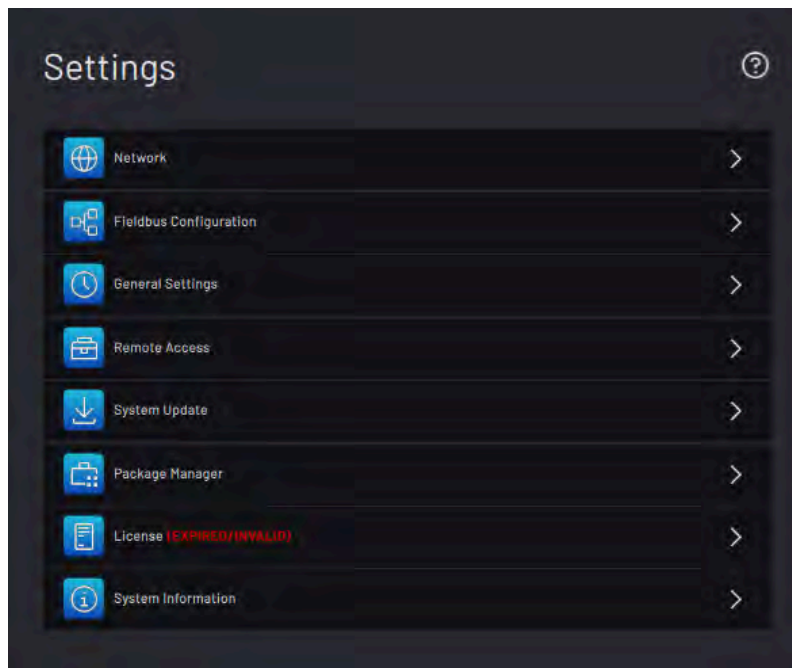 Settings
Network
Fieldbus Configuration
General Settings
Remote Access
System Update
Package Manager
License (EXPIRED/INVALID)
System Information